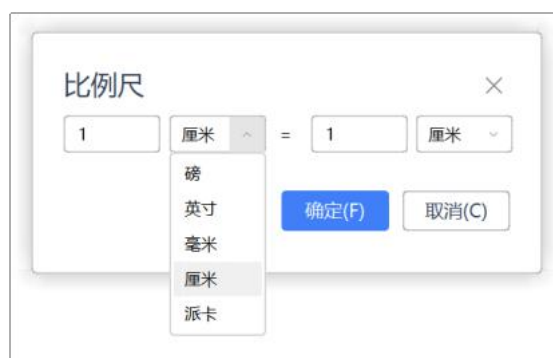 比例尺
1 厘米 = 1 厘米
磅
英寸
确定(F) 取消(C)
毫米
厘米
派卡